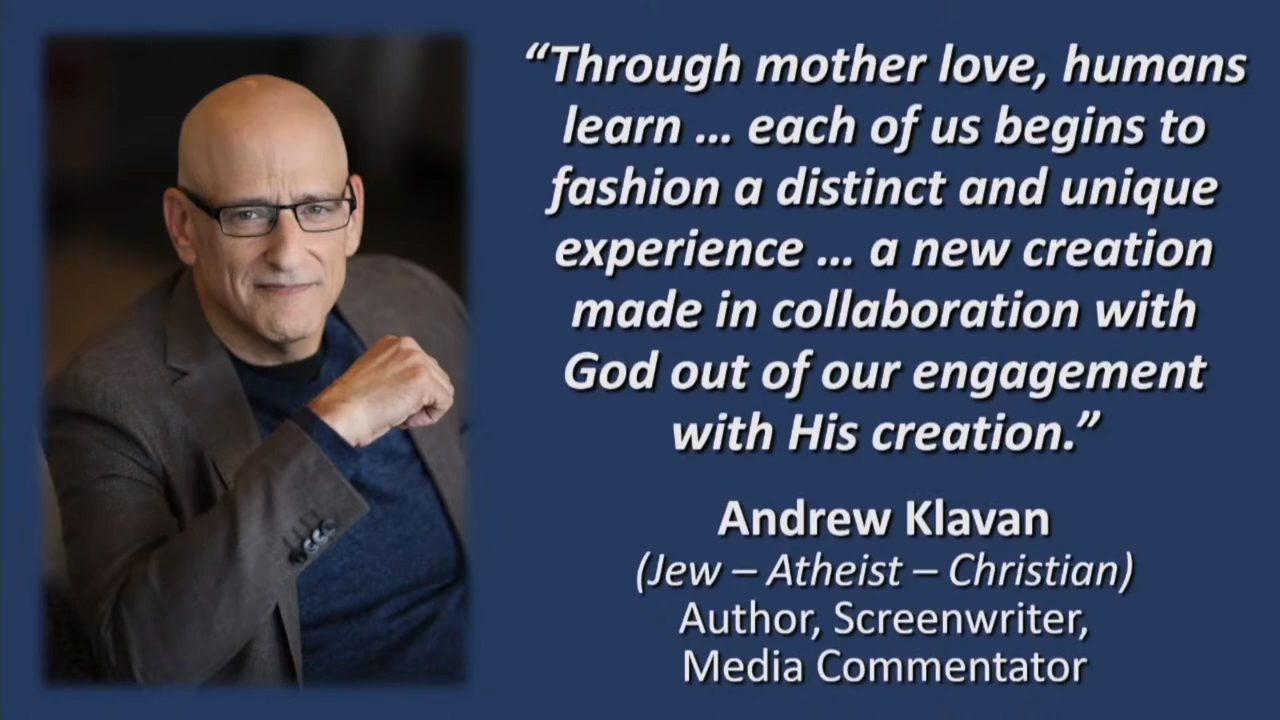 “Through mother love, humans
learn ... each of us begins to
fashion a distinct and unique
experience ... a new creation
made in collaboration with
God out of our engagement
with His creation.”
Andrew Klavan
(Jew – Atheist – Christian)
Author, Screenwriter,
Media Commentator